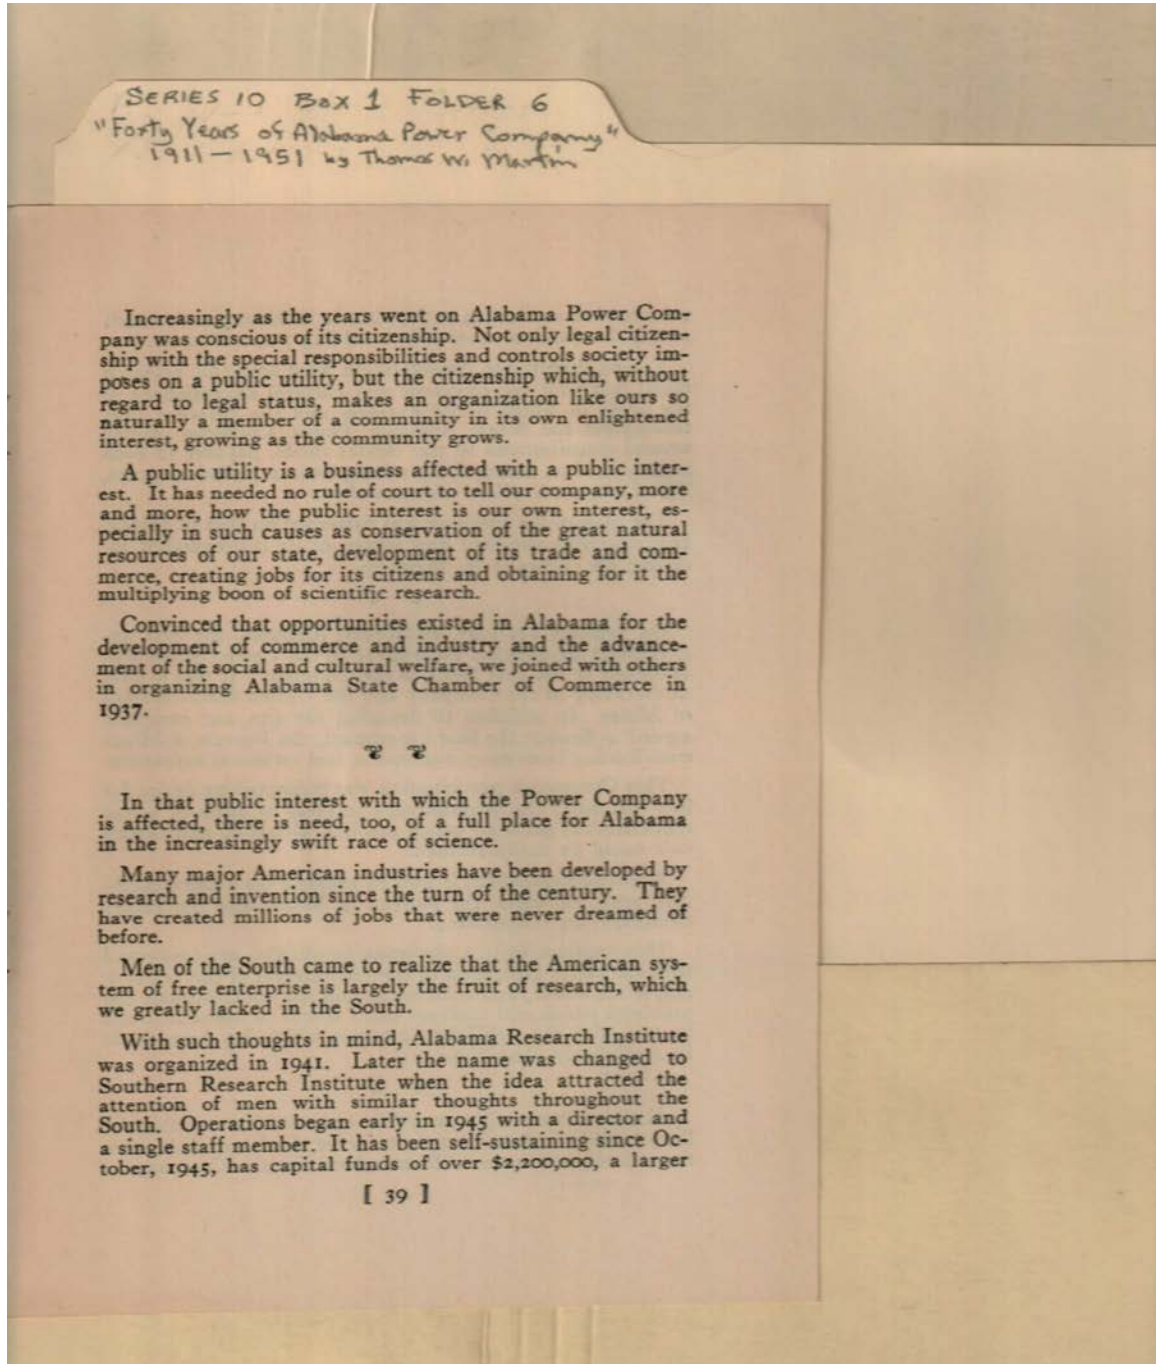 SERIES 10 BOX 1 FOLDER 6
"Forty Years of Alabama Power Company"
1911-1951 by Thomas W. Martin
Increasingly as the years went on Alabama Power Com-
pany was conscious of its citizenship. Not only legal citizen-
ship with the special responsibilities and controls society im-
poses on a public utility, but the citizenship which, without
regard to legal status, makes an organization like ours so
naturally a member of a community in its own enlightened
interest, growing as the community grows.
A public utility is a business affected with a public inter-
est. It has needed no rule of court to tell our company, more
and more, how the public interest is our own interest, es-
pecially in such causes as conservation of the great natural
resources of our state, development of its trade and com-
merce, creating jobs for its citizens and obtaining for it the
multiplying boon of scientific research.
Convinced that opportunities existed in Alabama for the
development of commerce and industry and the advance-
ment of the social and cultural welfare, we joined with others
in organizing Alabama State Chamber of Commerce in
1937.
In that public interest with which the Power Company
is affected, there is need, too, of a full place for Alabama
in the increasingly swift race of science.
Many major American industries have been developed by
research and invention since the turn of the century. They
have created millions of jobs that were never dreamed of
before.
Men of the South came to realize that the American sys-
tem of free enterprise is largely the fruit of research, which
we greatly lacked in the South.
With such thoughts in mind, Alabama Research Institute
was organized in 1941. Later the name was changed to
Southern Research Institute when the idea attracted the
attention of men with similar thoughts throughout the
South. Operations began early in 1945 with a director and
a single staff member. It has been self-sustaining since Oc-
tober, 1945, has capital funds of over $2,200,000, a larger
[ 39 ]